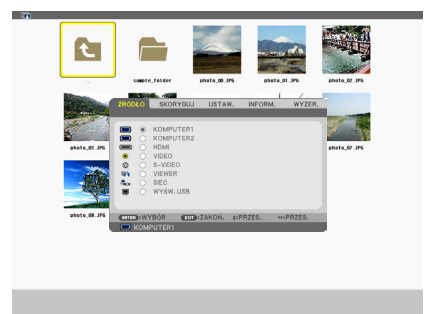 ..
sample_folder
photo_00.JPG
photo_01.JPG
photo_02.JPG
ŹRÓDŁO SKORYGUJ USTAW. INFORM. WYZER.
KOMPUTER1
KOMPUTER2
HDMI
VIDEO
S-VIDEO
VIEWER
SIEĆ
WYŚW. USB
photo_03.JPG
photo_07.JPG
photo_08.JPG
ENTER :WYBÓR EXIT :ZAKOŃ. ↕:PRZES. ↔:PRZES.
KOMPUTER1